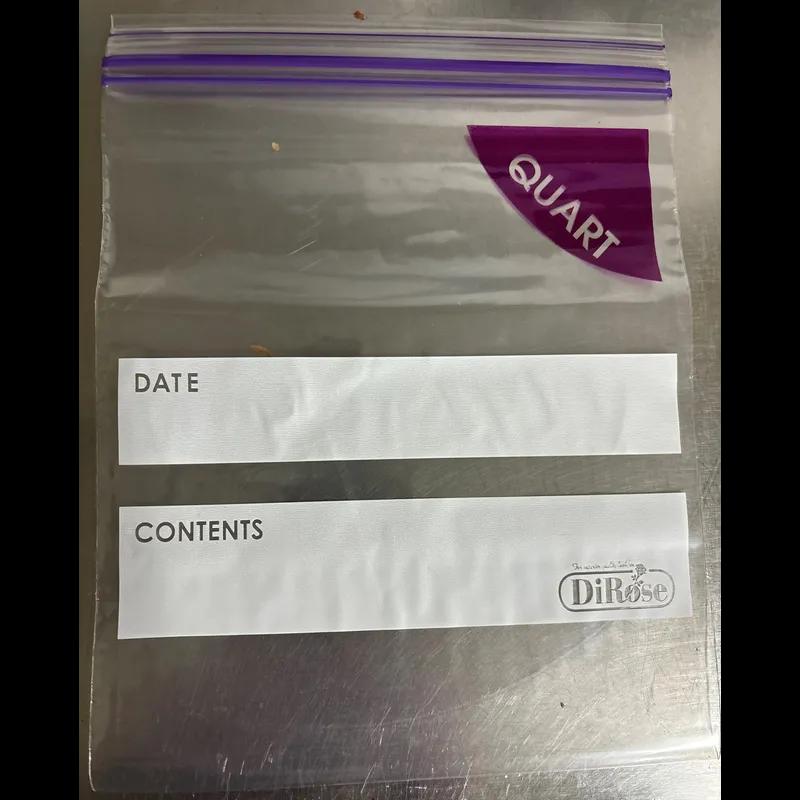 QUART
DATE
CONTENTS
DiRose